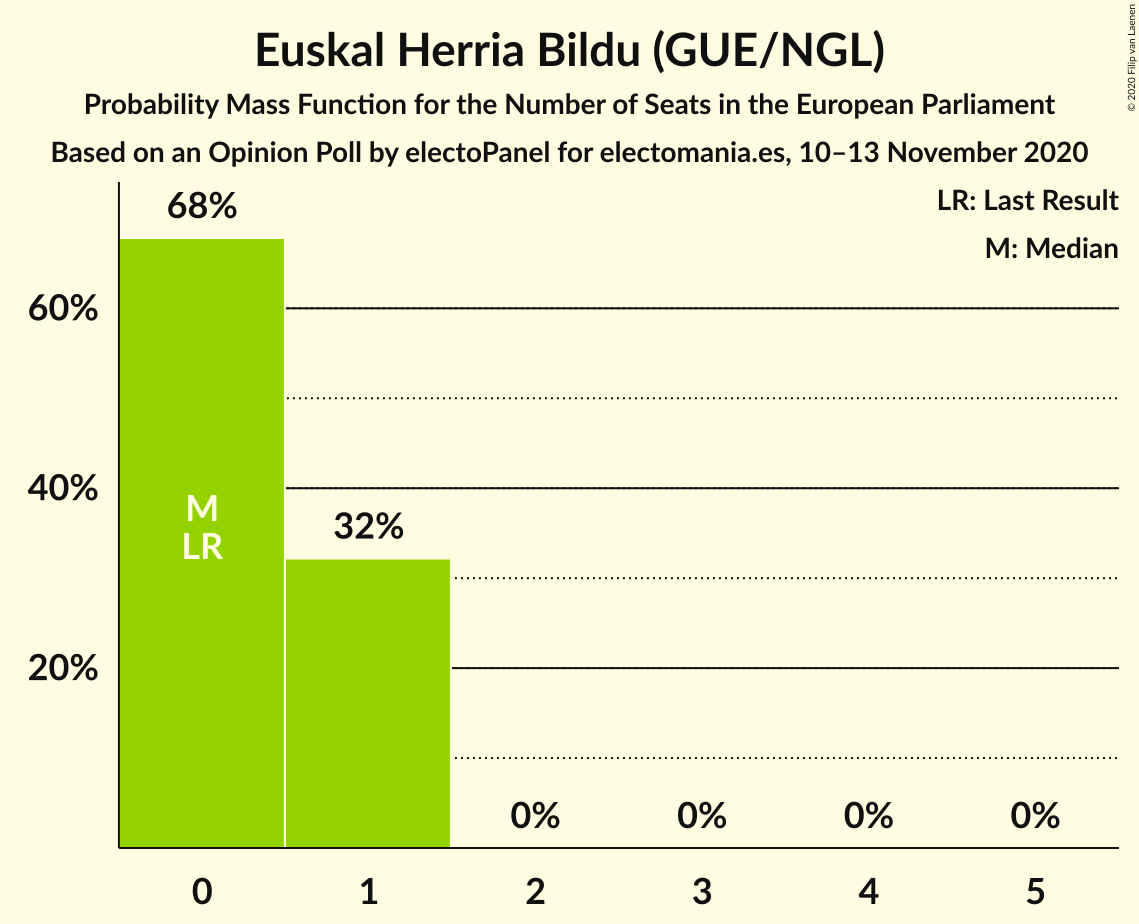 Euskal Herria Bildu (GUE/NGL)
Probability Mass Function for the Number of Seats in the European Parliament
Based on an Opinion Poll by electoPanel for electomania.es, 10–13 November 2020
© 2020 Filip van Laenen
LR: Last Result
M: Median
68%
60%
40%
M
LR
32%
20%
0% 0% 0% 0%
0 1 2 3 4 5